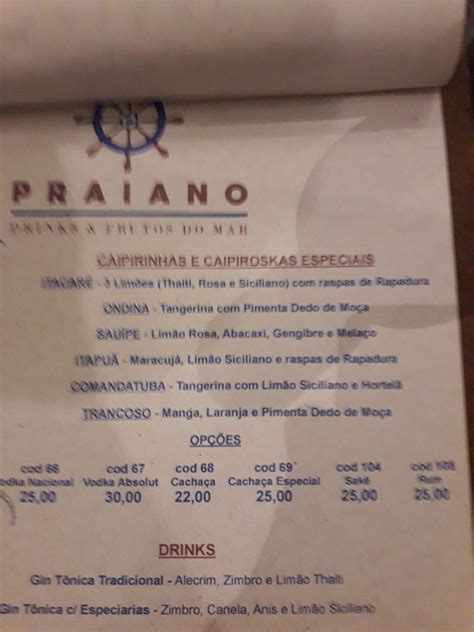 PRAIANO
DRINKS & FRUTOS DO MAR
CAIPIRINHAS E CAIPIROSKAS ESPECIAIS
ITACARÉ - 3 Limões (Thaiti, Rosa e Siciliano) com raspas de Rapadura
ONDINA - Tangerina com Pimenta Dedo de Moça
SAUÍPE - Limão Rosa, Abacaxi, Gengibre e Melaço
ITAPUÃ - Maracujá, Limão Siciliano e raspas de Rapadura
COMANDATUBA - Tangerina com Limão Siciliano e Hortelã
TRANCOSO - Manga, Laranja e Pimenta Dedo de Moça
OPÇÕES
cod 66 cod 67 cod 68 cod 69 cod 104 cod 105
odka Nacional Vodka Absolut Cachaça Cachaça Especial Sakê Rum
25,00 30,00 22,00 25,00 25,00 25,00
DRINKS
Gin Tônica Tradicional - Alecrim, Zimbro e Limão Thaiti
Gin Tônica c/ Especiarias - Zimbro, Canela, Anis e Limão Siciliano